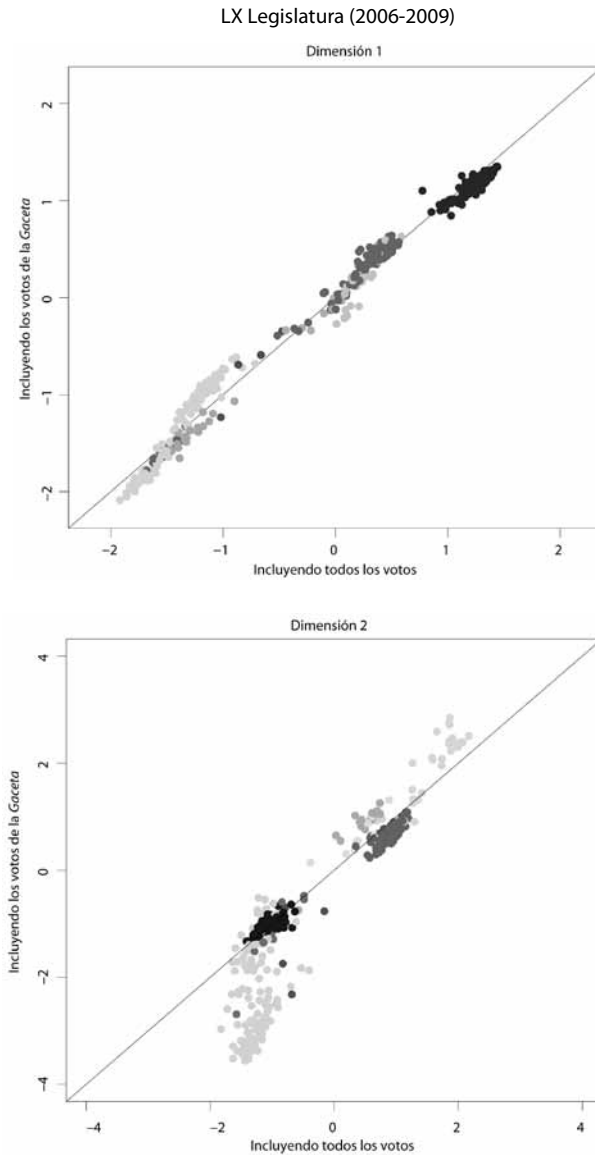 LX Legislatura (2006-2009)
Dimensión 1
Incluyendo los votos de la Gaceta
2
1
0
−1
−2
−2
−1
0
1
2
Incluyendo todos los votos
Dimensión 2
Incluyendo los votos de la Gaceta
4
2
0
−2
−4
−4
−2
0
2
4
Incluyendo todos los votos